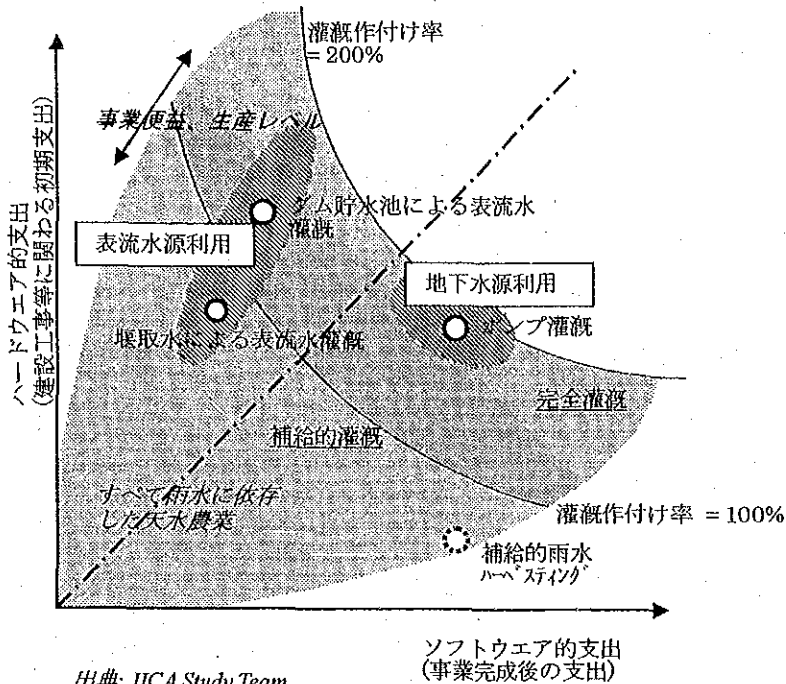 灌漑作付け率
= 200%
事業便益、生産レベル
ダム貯水池による表流水
灌漑
表流水源利用
地下水源利用
ポンプ灌漑
堰取水による表流水灌漑
完全灌漑
補給的灌漑
すべて雨水に依存
した天水農業
灌漑作付け率 = 100%
補給的雨水
ハーベスティング
ハードウエア的支出
(建設工事等に関わる初期支出)
ソフトウエア的支出
(事業完成後の支出)
出典: JICA Study Team